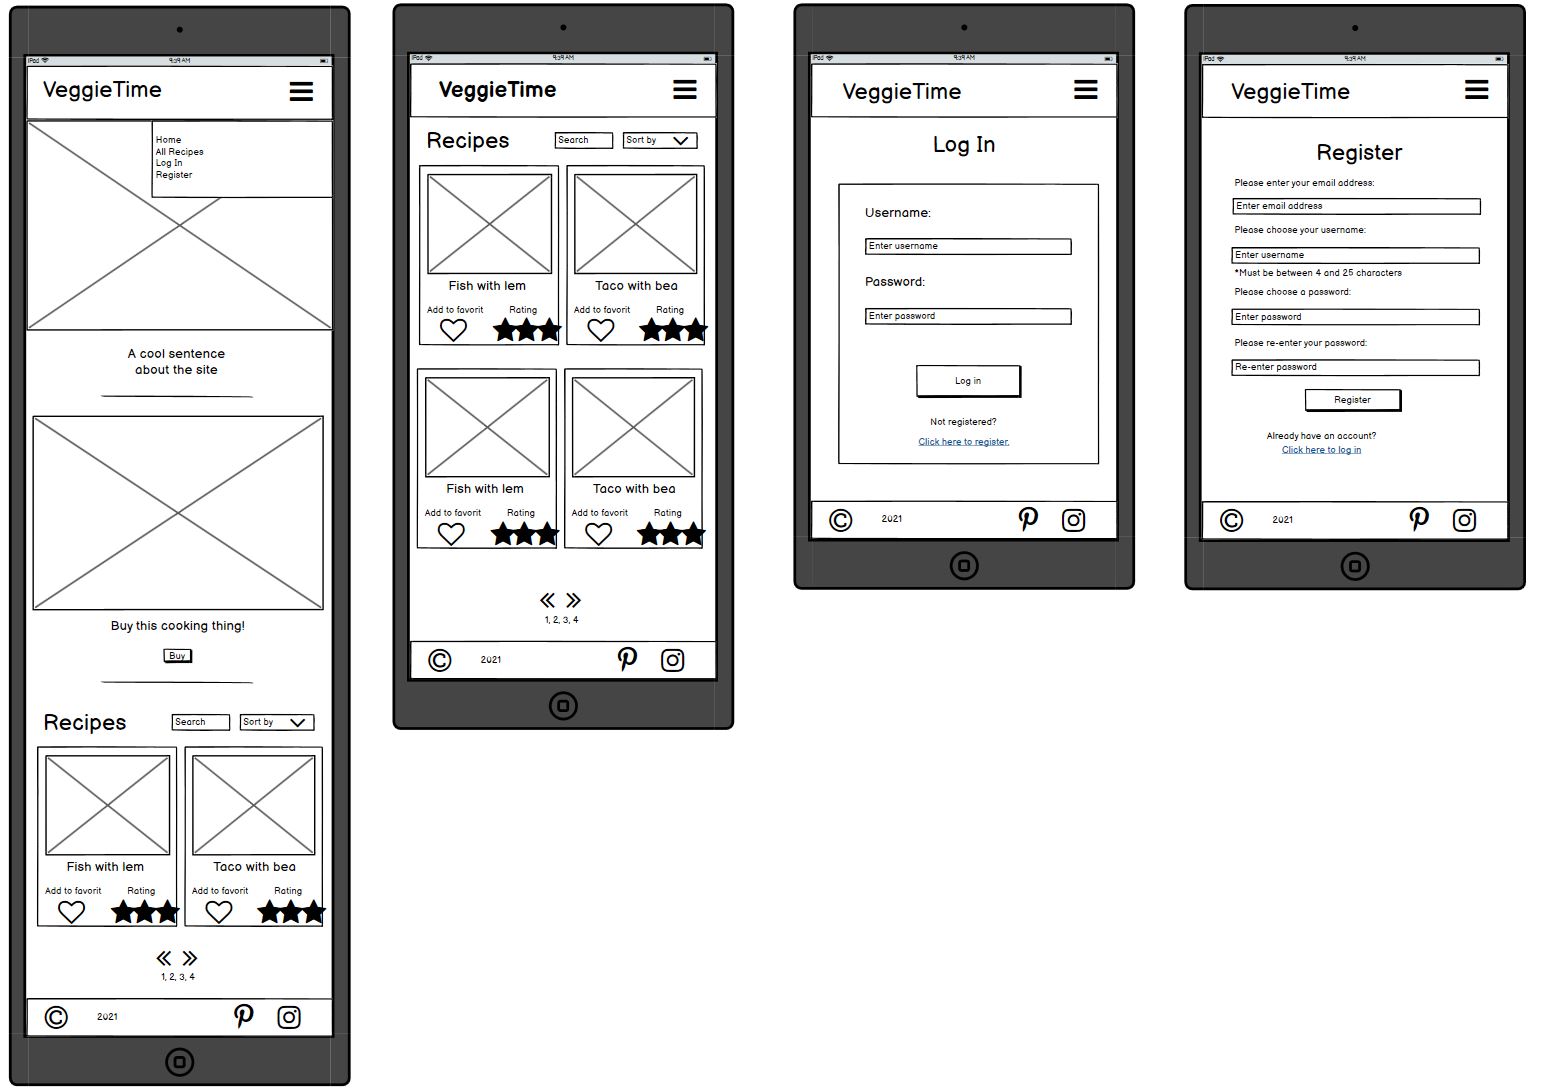 iPad
9:39 AM
VeggieTime
Home
All Recipes
Log In
Register
A cool sentence
about the site
Buy this cooking thing!
Buy
Recipes
Search
Sort by
Fish with lem
Taco with bea
Add to favorit
Rating
Add to favorit
Rating
1, 2, 3, 4
©
2021
iPad
9:39 AM
VeggieTime
Recipes
Search
Sort by
Fish with lem
Taco with bea
Add to favorit
Rating
Add to favorit
Rating
Fish with lem
Taco with bea
Add to favorit
Rating
Add to favorit
Rating
1, 2, 3, 4
©
2021
iPad
9:39 AM
VeggieTime
Log In
Username:
Enter username
Password:
Enter password
Log in
Not registered?
Click here to register.
©
2021
iPad
9:39 AM
VeggieTime
Register
Please enter your email address:
Enter email address
Please choose your username:
Enter username
*Must be between 4 and 25 characters
Please choose a password:
Enter password
Please re-enter your password:
Re-enter password
Register
Already have an account?
Click here to log in
©
2021